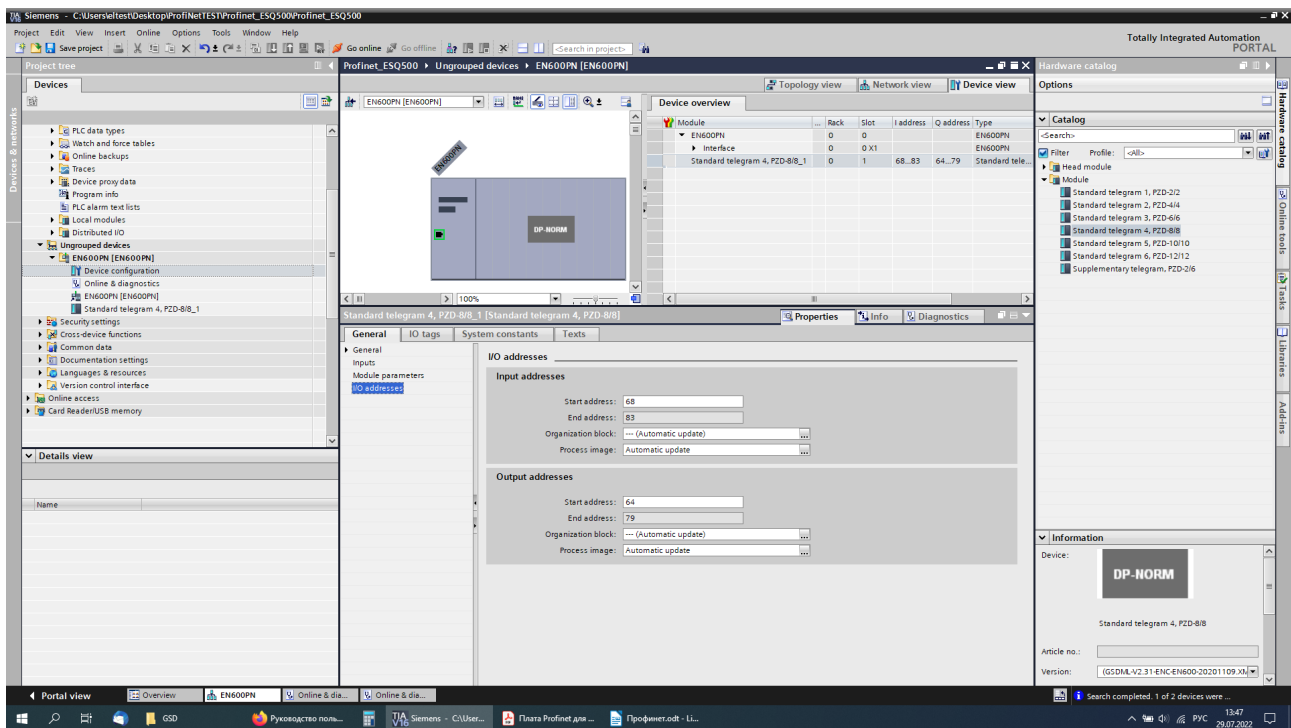 Siemens - C:\Users\eltest\Desktop\ProfiNetTEST\Profinet_ESQ500\Profinet_ESQ500
Project Edit View Insert Online Options Tools Window Help
Totally Integrated Automation
PORTAL
Save project Go online Go offline <Search in project>
Project tree
Devices
Devices & networks
PLC data types
Watch and force tables
Online backups
Traces
Device proxy data
Program info
PLC alarm text lists
Local modules
Distributed I/O
Ungrouped devices
EN600PN [EN600PN]
Device configuration
Online & diagnostics
EN600PN [EN600PN]
Standard telegram 4, PZD-8/8_1
Security settings
Cross-device functions
Common data
Documentation settings
Languages & resources
Version control interface
Online access
Card Reader/USB memory
Details view
Name
Profinet_ESQ500 Ungrouped devices EN600PN [EN600PN]
Topology view Network view Device view
EN600PN [EN600PN]
EN600PN
DP-NORM
100%
Device overview
Module ... Rack Slot I address Q address Type
EN600PN 0 0 EN600PN
Interface 0 0 X1 EN600PN
Standard telegram 4, PZD-8/8_1 0 1 68...83 64...79 Standard tele...
Standard telegram 4, PZD-8/8_1 [Standard telegram 4, PZD-8/8]
Properties Info Diagnostics
General IO tags System constants Texts
General
Inputs
Module parameters
I/O addresses
I/O addresses
Input addresses
Start address: 68
End address: 83
Organization block: --- (Automatic update) ...
Process image: Automatic update ...
Output addresses
Start address: 64
End address: 79
Organization block: --- (Automatic update) ...
Process image: Automatic update ...
Hardware catalog
Options
Catalog
<Search>
Filter Profile: <All>
Head module
Module
Standard telegram 1, PZD-2/2
Standard telegram 2, PZD-4/4
Standard telegram 3, PZD-6/6
Standard telegram 4, PZD-8/8
Standard telegram 5, PZD-10/10
Standard telegram 6, PZD-12/12
Supplementary telegram, PZD-2/6
Information
Device:
DP-NORM
Standard telegram 4, PZD-8/8
Article no.:
Version: (GSDML-V2.31-ENC-EN600-20201109.XM
Hardware catalog
Online tools
Tasks
Libraries
Add-ins
Portal view Overview EN600PN Online & dia... Online & dia...
Search completed. 1 of 2 devices were ...
GSD Руководство поль... Siemens - C:\User... Плата Profinet для ... Профинет.odt - Li...
РУС
13:47
29.07.2022